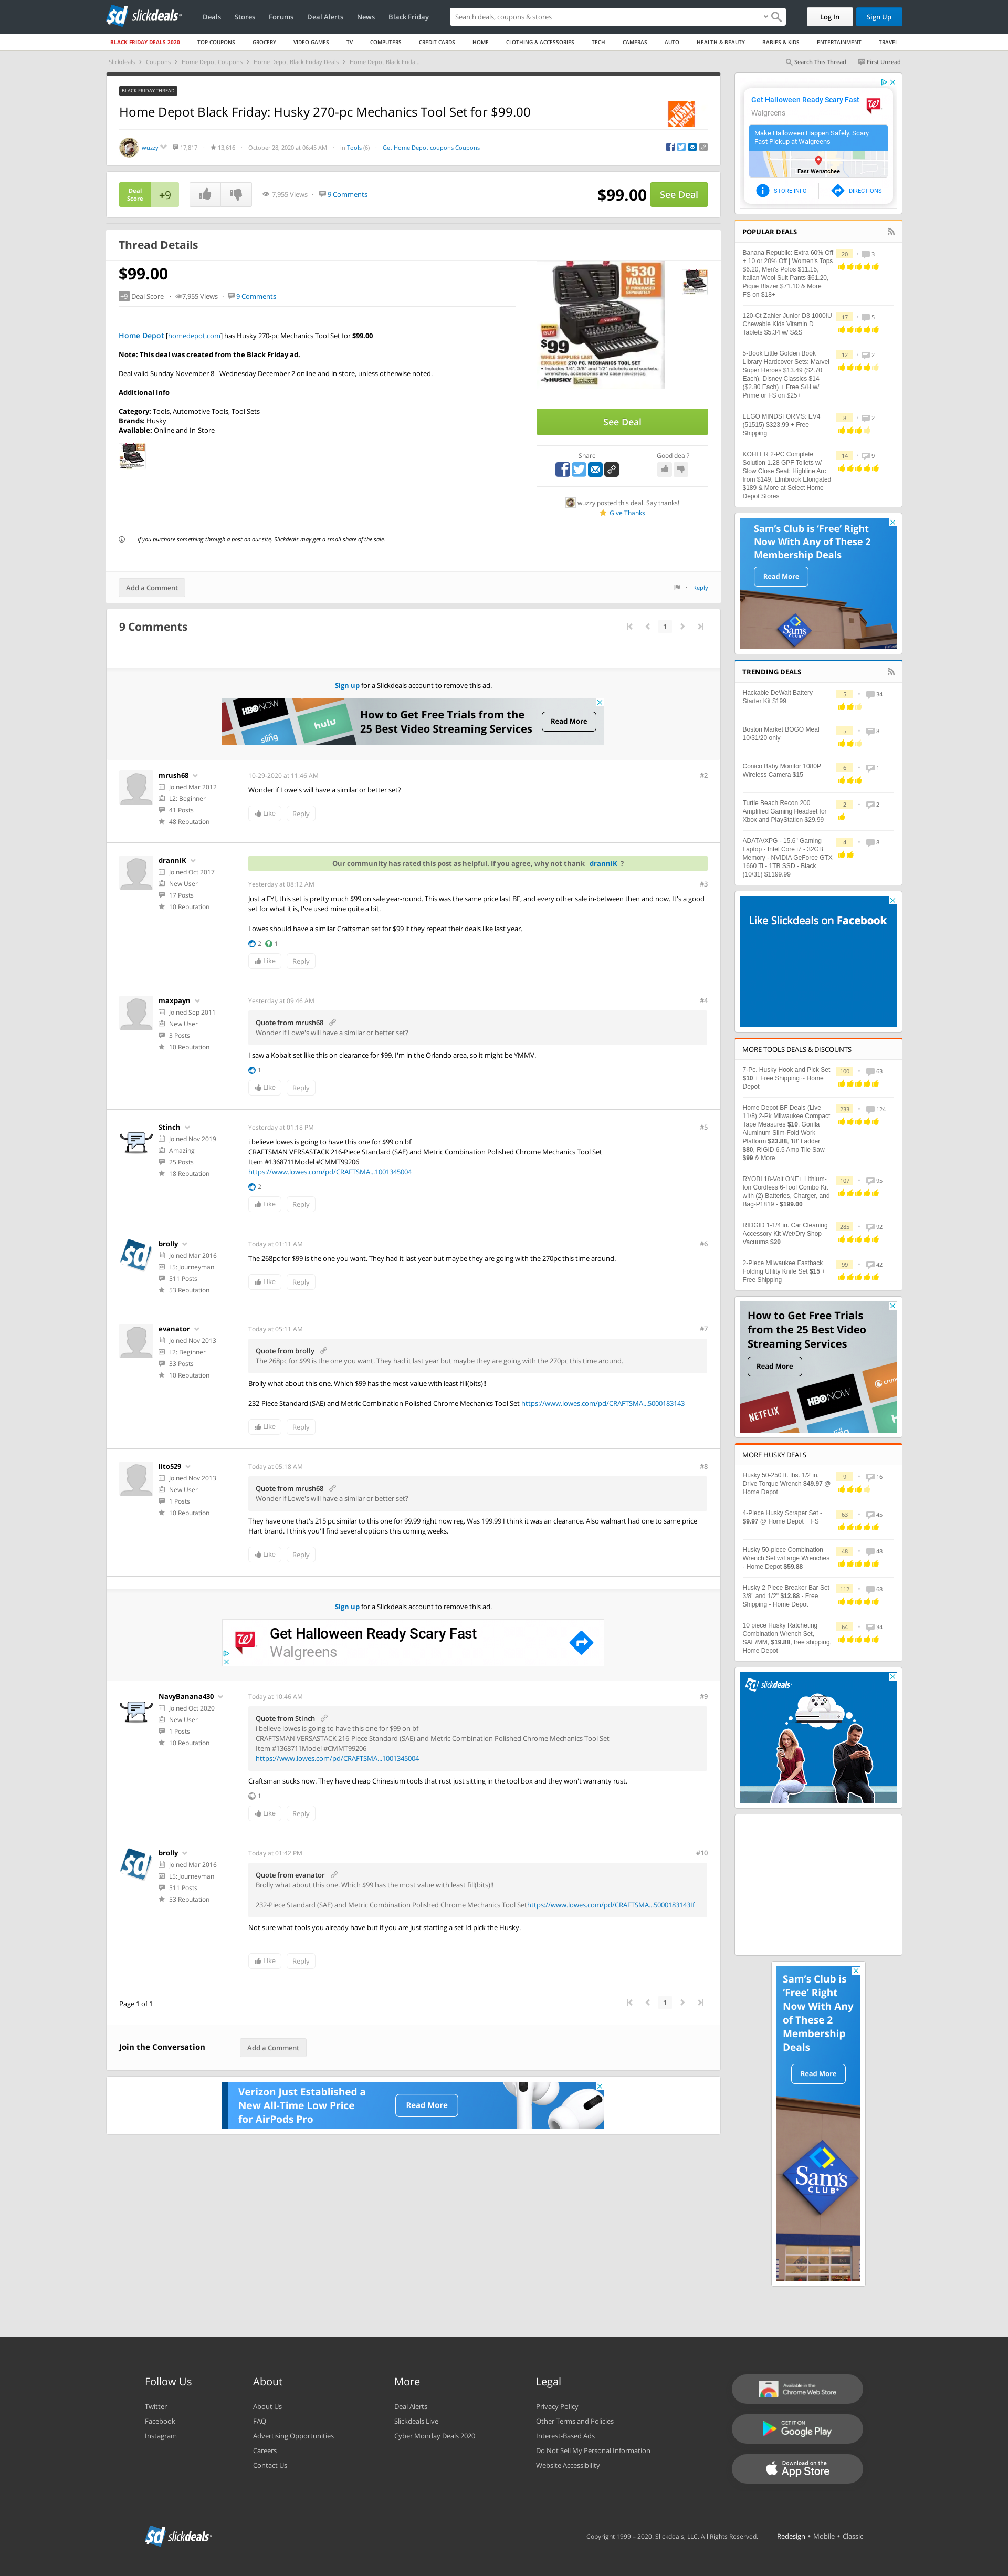 slickdeals
Deals Stores Forums Deal Alerts News Black Friday
Search deals, coupons & stores
Log In Sign Up
BLACK FRIDAY DEALS 2020 TOP COUPONS GROCERY VIDEO GAMES TV COMPUTERS CREDIT CARDS HOME CLOTHING & ACCESSORIES TECH CAMERAS AUTO HEALTH & BEAUTY BABIES & KIDS ENTERTAINMENT TRAVEL
Slickdeals > Coupons > Home Depot Coupons > Home Depot Black Friday Deals > Home Depot Black Frida...
Search This Thread First Unread
BLACK FRIDAY THREAD
Home Depot Black Friday: Husky 270-pc Mechanics Tool Set for $99.00
wuzzy 17,817 · 13,616 · October 28, 2020 at 06:45 AM · in Tools (6) · Get Home Depot coupons Coupons
Deal Score +9
7,955 Views · 9 Comments
$99.00 See Deal
Thread Details
$99.00
+9 Deal Score · 7,955 Views · 9 Comments
Home Depot [homedepot.com] has Husky 270-pc Mechanics Tool Set for $99.00
Note: This deal was created from the Black Friday ad.
Deal valid Sunday November 8 - Wednesday December 2 online and in store, unless otherwise noted.
Additional Info
Category: Tools, Automotive Tools, Tool Sets
Brands: Husky
Available: Online and In-Store
$530
VALUE
IF PURCHASED SEPARATELY
SPECIAL BUY
$99
WHILE SUPPLIES LAST
EXCLUSIVE 270 PC. MECHANICS TOOL SET
HUSKY
See Deal
Share Good deal?
wuzzy posted this deal. Say thanks!
Give Thanks
If you purchase something through a post on our site, Slickdeals may get a small share of the sale.
Add a Comment
· Reply
9 Comments
1
Sign up for a Slickdeals account to remove this ad.
HBO NOW
hulu
sling
How to Get Free Trials from the
25 Best Video Streaming Services
Read More
mrush68
Joined Mar 2012
L2: Beginner
41 Posts
48 Reputation
10-29-2020 at 11:46 AM #2
Wonder if Lowe's will have a similar or better set?
Like Reply
dranniK
Joined Oct 2017
New User
17 Posts
10 Reputation
Our community has rated this post as helpful. If you agree, why not thank dranniK ?
Yesterday at 08:12 AM #3
Just a FYI, this set is pretty much $99 on sale year-round. This was the same price last BF, and every other sale in-between then and now. It's a good
set for what it is, I've used mine quite a bit.
Lowes should have a similar Craftsman set for $99 if they repeat their deals like last year.
2 1
Like Reply
maxpayn
Joined Sep 2011
New User
3 Posts
10 Reputation
Yesterday at 09:46 AM #4
Quote from mrush68
Wonder if Lowe's will have a similar or better set?
I saw a Kobalt set like this on clearance for $99. I'm in the Orlando area, so it might be YMMV.
1
Like Reply
Stinch
Joined Nov 2019
Amazing
25 Posts
18 Reputation
Yesterday at 01:18 PM #5
i believe lowes is going to have this one for $99 on bf
CRAFTSMAN VERSASTACK 216-Piece Standard (SAE) and Metric Combination Polished Chrome Mechanics Tool Set
Item #1368711Model #CMMT99206
https://www.lowes.com/pd/CRAFTSMA...1001345004
2
Like Reply
brolly
Joined Mar 2016
L5: Journeyman
511 Posts
53 Reputation
Today at 01:11 AM #6
The 268pc for $99 is the one you want. They had it last year but maybe they are going with the 270pc this time around.
Like Reply
evanator
Joined Nov 2013
L2: Beginner
33 Posts
10 Reputation
Today at 05:11 AM #7
Quote from brolly
The 268pc for $99 is the one you want. They had it last year but maybe they are going with the 270pc this time around.
Brolly what about this one. Which $99 has the most value with least fill(bits)!!
232-Piece Standard (SAE) and Metric Combination Polished Chrome Mechanics Tool Set https://www.lowes.com/pd/CRAFTSMA...5000183143
Like Reply
lito529
Joined Nov 2013
New User
1 Posts
10 Reputation
Today at 05:18 AM #8
Quote from mrush68
Wonder if Lowe's will have a similar or better set?
They have one that's 215 pc similar to this one for 99.99 right now reg. Was 199.99 I think it was an clearance. Also walmart had one to same price
Hart brand. I think you'll find several options this coming weeks.
Like Reply
Sign up for a Slickdeals account to remove this ad.
Get Halloween Ready Scary Fast
Walgreens
NavyBanana430
Joined Oct 2020
New User
1 Posts
10 Reputation
Today at 10:46 AM #9
Quote from Stinch
i believe lowes is going to have this one for $99 on bf
CRAFTSMAN VERSASTACK 216-Piece Standard (SAE) and Metric Combination Polished Chrome Mechanics Tool Set
Item #1368711Model #CMMT99206
https://www.lowes.com/pd/CRAFTSMA...1001345004
Craftsman sucks now. They have cheap Chinesium tools that rust just sitting in the tool box and they won't warranty rust.
1
Like Reply
brolly
Joined Mar 2016
L5: Journeyman
511 Posts
53 Reputation
Today at 01:42 PM #10
Quote from evanator
Brolly what about this one. Which $99 has the most value with least fill(bits)!!
232-Piece Standard (SAE) and Metric Combination Polished Chrome Mechanics Tool Sethttps://www.lowes.com/pd/CRAFTSMA...5000183143If
Not sure what tools you already have but if you are just starting a set Id pick the Husky.
Like Reply
Page 1 of 1
1
Join the Conversation Add a Comment
Verizon Just Established a
New All-Time Low Price
for AirPods Pro
Read More
Get Halloween Ready Scary Fast
Walgreens
Make Halloween Happen Safely. Scary
Fast Pickup at Walgreens
East Wenatchee
STORE INFO DIRECTIONS
POPULAR DEALS
Banana Republic: Extra 60% Off
+ 10 or 20% Off | Women's Tops
$6.20, Men's Polos $11.15,
Italian Wool Suit Pants $61.20,
Pique Blazer $71.10 & More +
FS on $18+
20 · 3
120-Ct Zahler Junior D3 1000IU
Chewable Kids Vitamin D
Tablets $5.34 w/ S&S
17 · 5
5-Book Little Golden Book
Library Hardcover Sets: Marvel
Super Heroes $13.49 ($2.70
Each), Disney Classics $14
($2.80 Each) + Free S/H w/
Prime or FS on $25+
12 · 2
LEGO MINDSTORMS: EV4
(51515) $323.99 + Free
Shipping
8 · 2
KOHLER 2-PC Complete
Solution 1.28 GPF Toilets w/
Slow Close Seat: Highline Arc
from $149, Elmbrook Elongated
$189 & More at Select Home
Depot Stores
14 · 9
Sam's Club is 'Free' Right
Now With Any of These 2
Membership Deals
Read More
Sam's CLUB
TRENDING DEALS
Hackable DeWalt Battery
Starter Kit $199
5 · 34
Boston Market BOGO Meal
10/31/20 only
5 · 8
Conico Baby Monitor 1080P
Wireless Camera $15
6 · 1
Turtle Beach Recon 200
Amplified Gaming Headset for
Xbox and PlayStation $29.99
2 · 2
ADATA/XPG - 15.6" Gaming
Laptop - Intel Core i7 - 32GB
Memory - NVIDIA GeForce GTX
1660 Ti - 1TB SSD - Black
(10/31) $1199.99
4 · 8
Like Slickdeals on Facebook
MORE TOOLS DEALS & DISCOUNTS
7-Pc. Husky Hook and Pick Set
$10 + Free Shipping ~ Home
Depot
100 · 63
Home Depot BF Deals (Live
11/8) 2-Pk Milwaukee Compact
Tape Measures $10, Gorilla
Aluminum Slim-Fold Work
Platform $23.88, 18' Ladder
$80, RIGID 6.5 Amp Tile Saw
$99 & More
233 · 124
RYOBI 18-Volt ONE+ Lithium-
Ion Cordless 6-Tool Combo Kit
with (2) Batteries, Charger, and
Bag-P1819 - $199.00
107 · 95
RIDGID 1-1/4 in. Car Cleaning
Accessory Kit Wet/Dry Shop
Vacuums $20
285 · 92
2-Piece Milwaukee Fastback
Folding Utility Knife Set $15 +
Free Shipping
99 · 42
How to Get Free Trials
from the 25 Best Video
Streaming Services
Read More
NETFLIX
HBO NOW
hulu
sling
MORE HUSKY DEALS
Husky 50-250 ft. lbs. 1/2 in.
Drive Torque Wrench $49.97 @
Home Depot
9 · 16
4-Piece Husky Scraper Set -
$9.97 @ Home Depot + FS
63 · 45
Husky 50-piece Combination
Wrench Set w/Large Wrenches
- Home Depot $59.88
48 · 48
Husky 2 Piece Breaker Bar Set
3/8" and 1/2" $12.88 - Free
Shipping - Home Depot
112 · 68
10 piece Husky Ratcheting
Combination Wrench Set,
SAE/MM, $19.88, free shipping,
Home Depot
64 · 34
slickdeals
Sam's Club is
'Free' Right
Now With Any
of These 2
Membership
Deals
Read More
Sam's
CLUB
Follow Us
Twitter
Facebook
Instagram
About
About Us
FAQ
Advertising Opportunities
Careers
Contact Us
More
Deal Alerts
Slickdeals Live
Cyber Monday Deals 2020
Legal
Privacy Policy
Other Terms and Policies
Interest-Based Ads
Do Not Sell My Personal Information
Website Accessibility
Available in the
Chrome Web Store
GET IT ON
Google Play
Download on the
App Store
slickdeals
Copyright 1999 – 2020. Slickdeals, LLC. All Rights Reserved. Redesign • Mobile • Classic